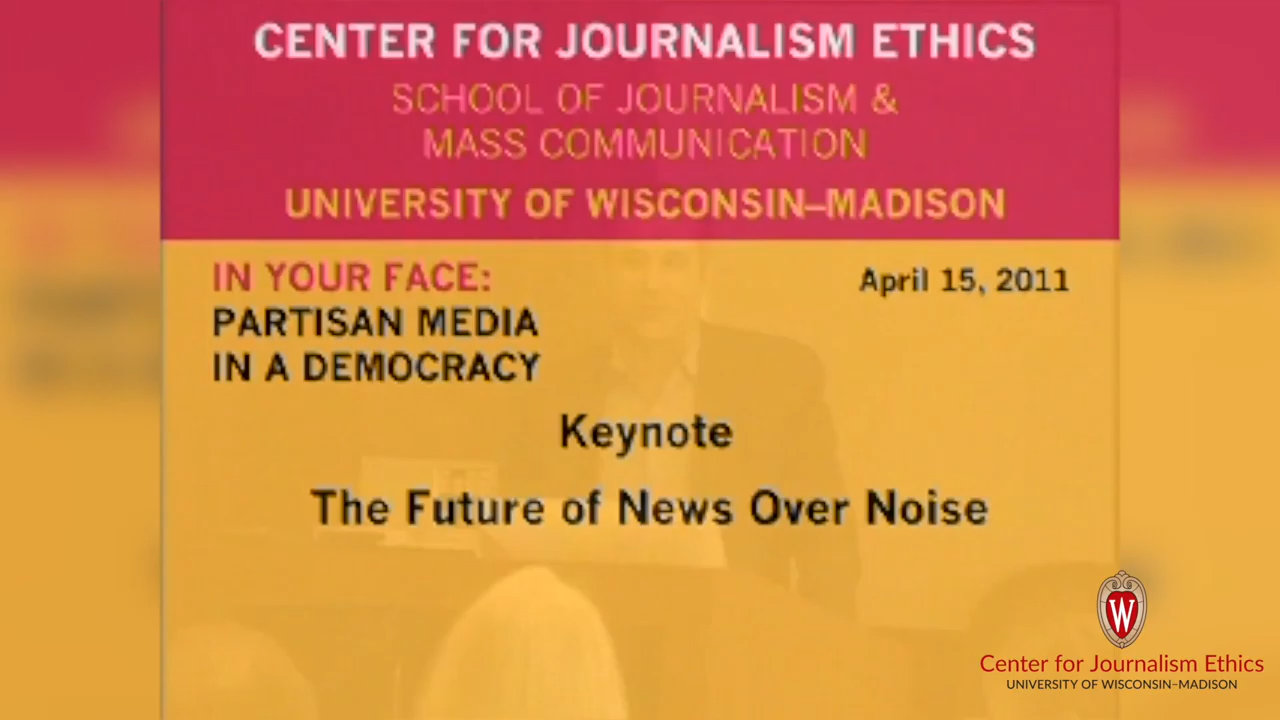 CENTER FOR JOURNALISM ETHICS
SCHOOL OF JOURNALISM &
MASS COMMUNICATION
UNIVERSITY OF WISCONSIN–MADISON
IN YOUR FACE:
April 15, 2011
PARTISAN MEDIA
IN A DEMOCRACY
Keynote
The Future of News Over Noise
W
Center for Journalism Ethics
UNIVERSITY OF WISCONSIN–MADISON